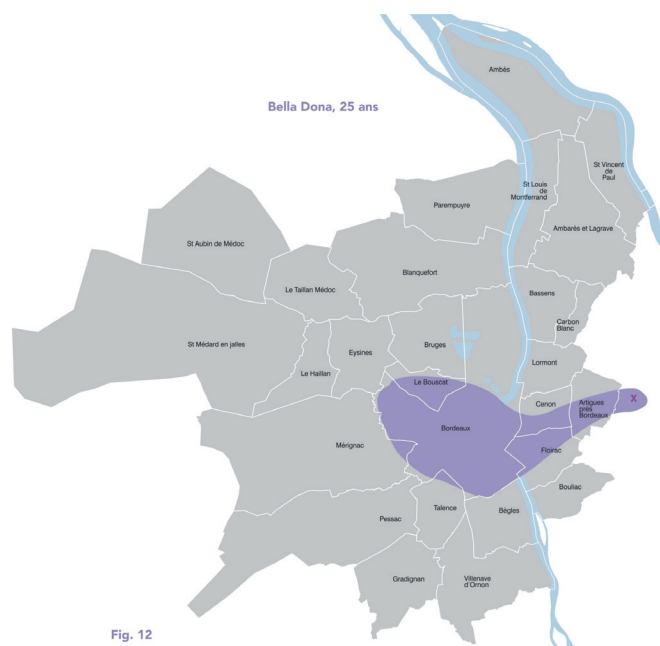 Ambés
Bella Dona, 25 ans
St Vincent
de
Paul
St Louis
de
Montferrand
Parempuyre
Ambarés et Lagrave
St Aubin de Médoc
Blanquefort
Le Taillan Médoc
Bassens
Carbon
Blanc
St Médard en jalles
Bruges
Eysines
Lormont
Le Haillan
Le Bouscat
X
Cenon
Artigues
près
Bordeaux
Bordeaux
Mérignac
Floirac
Bouliac
Talence
Bègles
Pessac
Gradignan
Villenave
d'Ornon
Fig. 12